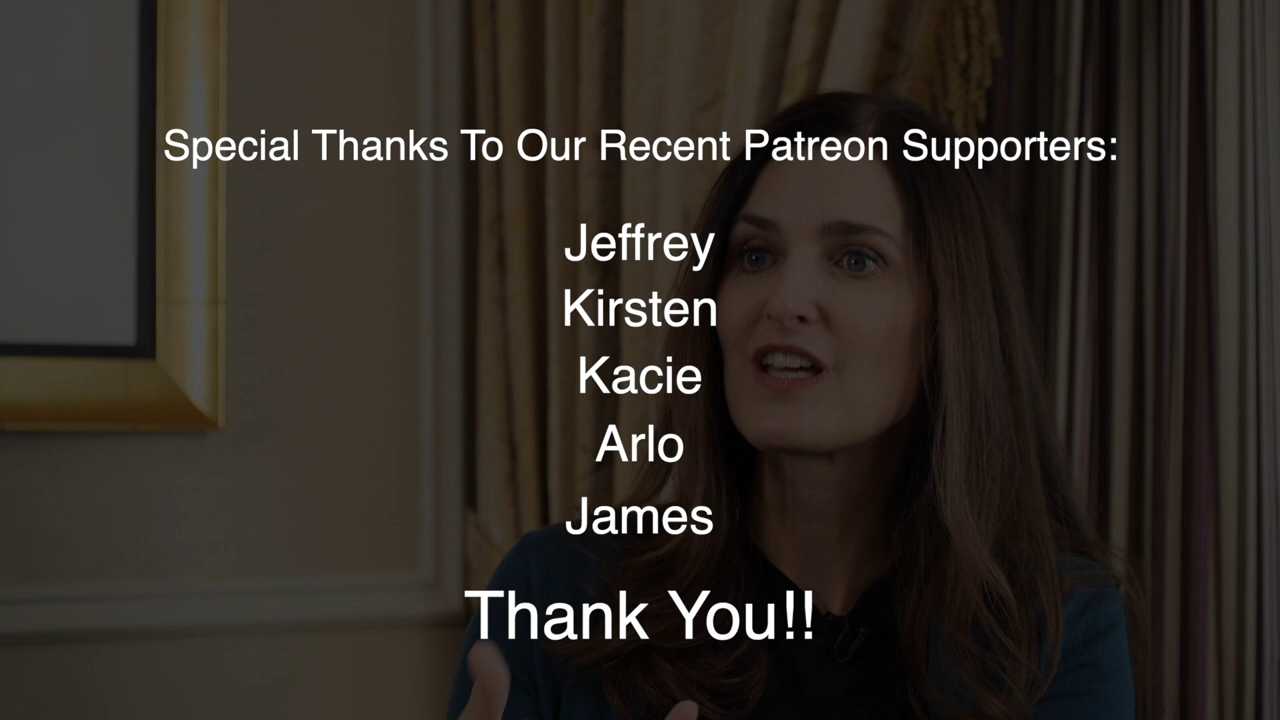 Special Thanks To Our Recent Patreon Supporters:
Jeffrey
Kirsten
Kacie
Arlo
James
Thank You!!